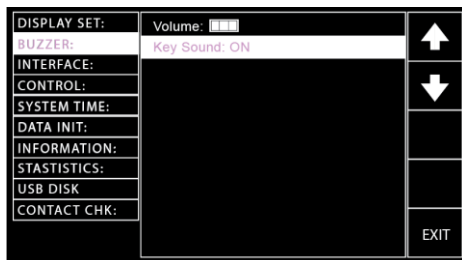 DISPLAY SET:
BUZZER:
INTERFACE:
CONTROL:
SYSTEM TIME:
DATA INIT:
INFORMATION:
STASTISTICS:
USB DISK
CONTACT CHK:
Volume:
Key Sound: ON
EXIT